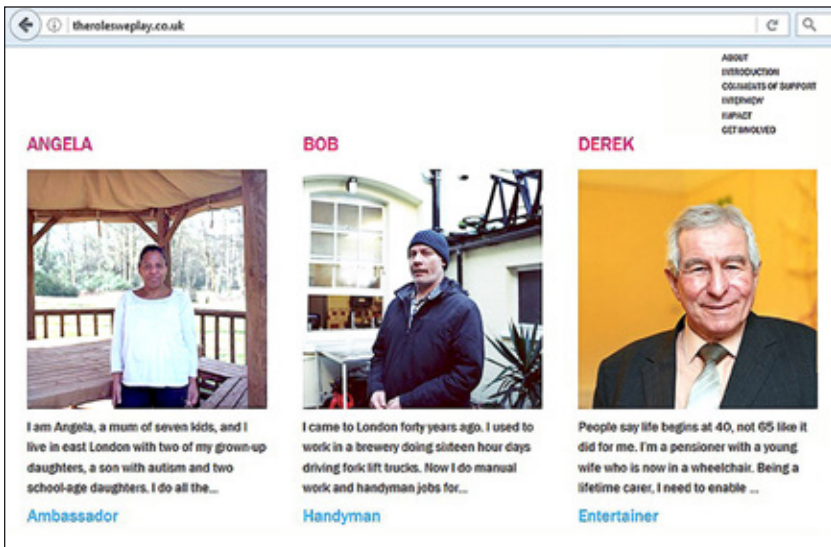 therolesweplay.co.uk
ABOUT
INTRODUCTION
COMMENTS OF SUPPORT
INTERVIEW
IMPACT
GET INVOLVED
ANGELA
BOB
DEREK
I am Angela, a mum of seven kids, and I
live in east London with two of my grown-up
daughters, a son with autism and two
school-age daughters. I do all the...
Ambassador
I came to London forty years ago. I used to
work in a brewery doing sixteen hour days
driving fork lift trucks. Now I do manual
work and handyman jobs for...
Handyman
People say life begins at 40, not 65 like it
did for me. I'm a pensioner with a young
wife who is now in a wheelchair. Being a
lifetime carer, I need to enable ...
Entertainer